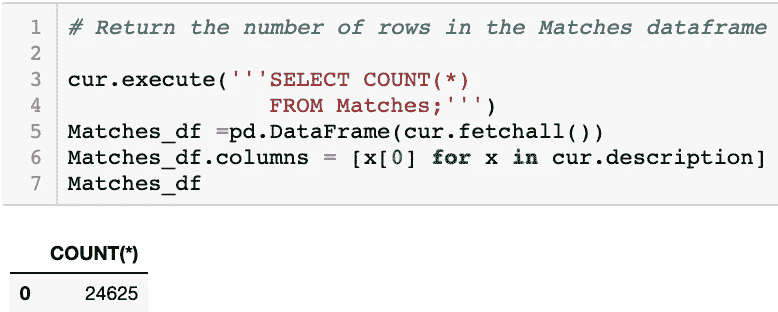 1 # Return the number of rows in the Matches dataframe
2
3 cur.execute('''SELECT COUNT(*)
4                FROM Matches;''')
5 Matches_df =pd.DataFrame(cur.fetchall())
6 Matches_df.columns = [x[0] for x in cur.description]
7 Matches_df
COUNT(*)
0 24625